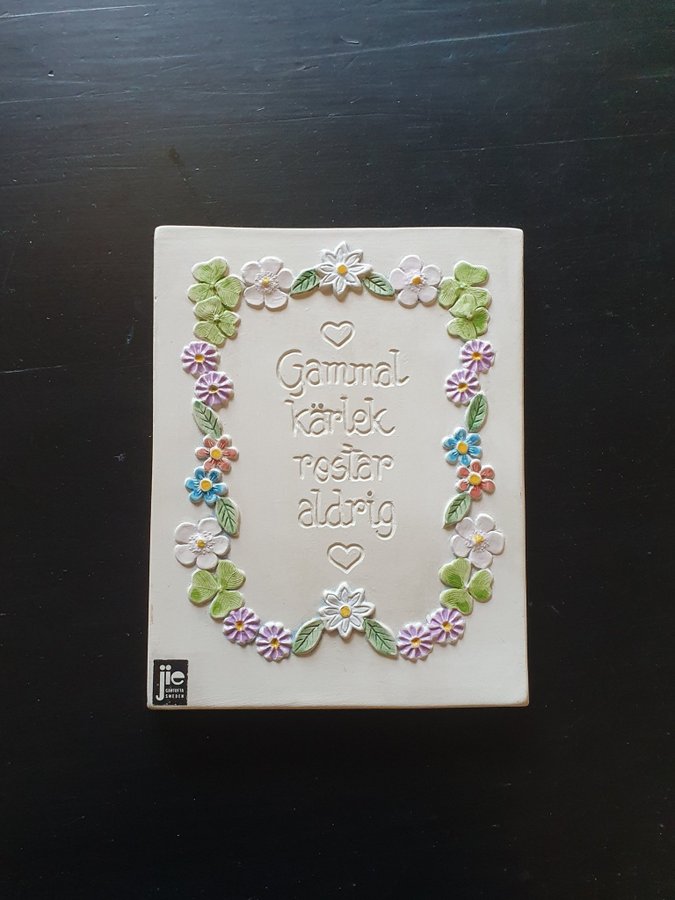 Gammal
kärlek
rostar
aldrig
jie
GANTOFTA
SWEDEN